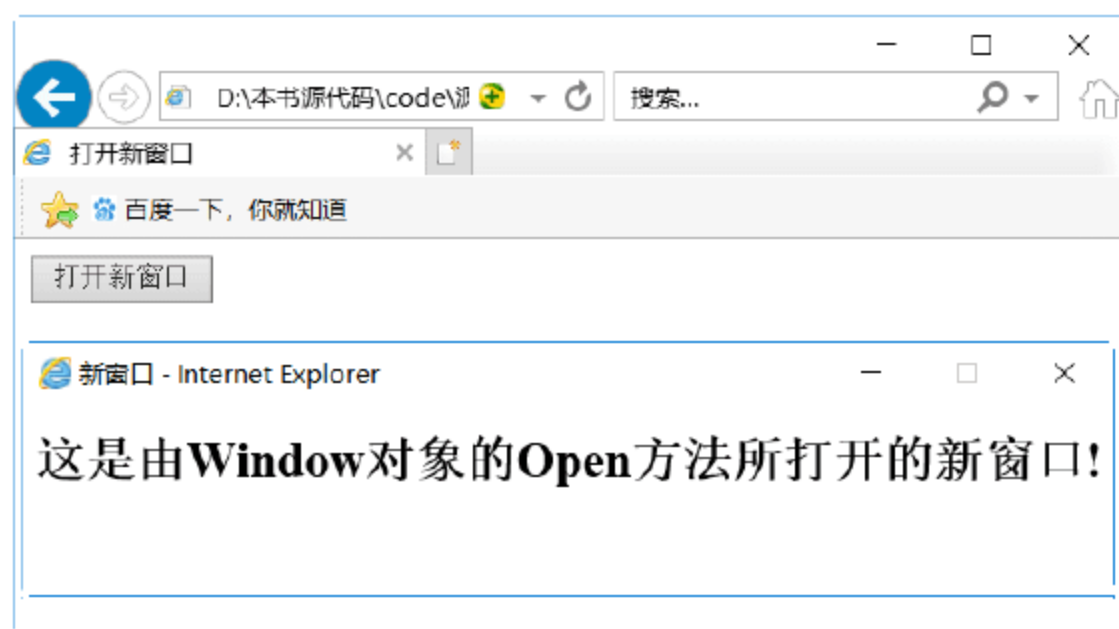 D:\本书源代码\code\源
搜索...
打开新窗口
百度一下，你就知道
打开新窗口
新窗口 - Internet Explorer
这是由Window对象的Open方法所打开的新窗口!